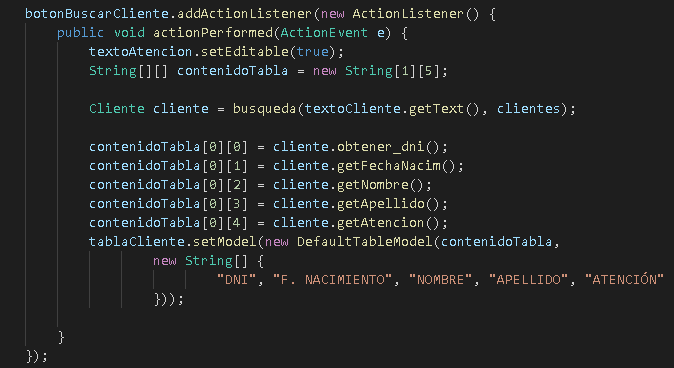 botonBuscarCliente.addActionListener(new ActionListener() {
    public void actionPerformed(ActionEvent e) {
        textoAtencion.setEditable(true);
        String[][] contenidoTabla = new String[1][5];

        Cliente cliente = busqueda(textoCliente.getText(), clientes);

        contenidoTabla[0][0] = cliente.obtener_dni();
        contenidoTabla[0][1] = cliente.getFechaNacim();
        contenidoTabla[0][2] = cliente.getNombre();
        contenidoTabla[0][3] = cliente.getApellido();
        contenidoTabla[0][4] = cliente.getAtencion();
        tablaCliente.setModel(new DefaultTableModel(contenidoTabla,
                new String[] {
                        "DNI", "F. NACIMIENTO", "NOMBRE", "APELLIDO", "ATENCIÓN"
                }));

    }
});